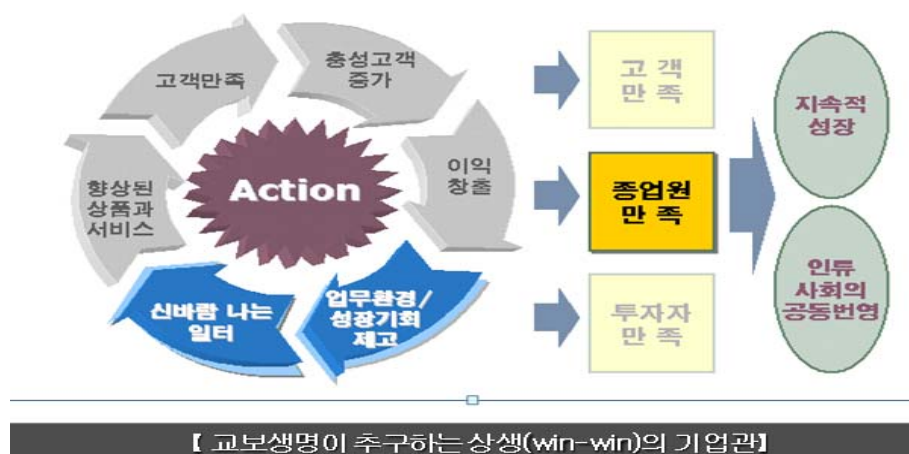 고객만족
충성고객
증가
이익
창출
업무환경/
성장기회
제고
신바람 나는
일터
향상된
상품과
서비스
Action
고 객
만 족
종업원
만 족
투자자
만 족
지속적
성장
인류
사회의
공동번영
【 교보생명이 추구하는 상생(win-win)의 기업관】